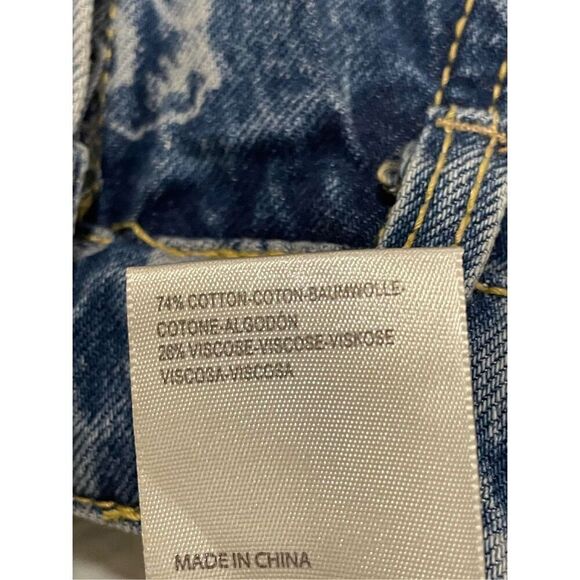 74% COTTON-COTON-BAUMWOLLE-
COTONE-ALGODÓN
26% VISCOSE-VISCOSE-VISKOSE
VISCOSA-VISCOSA
MADE IN CHINA